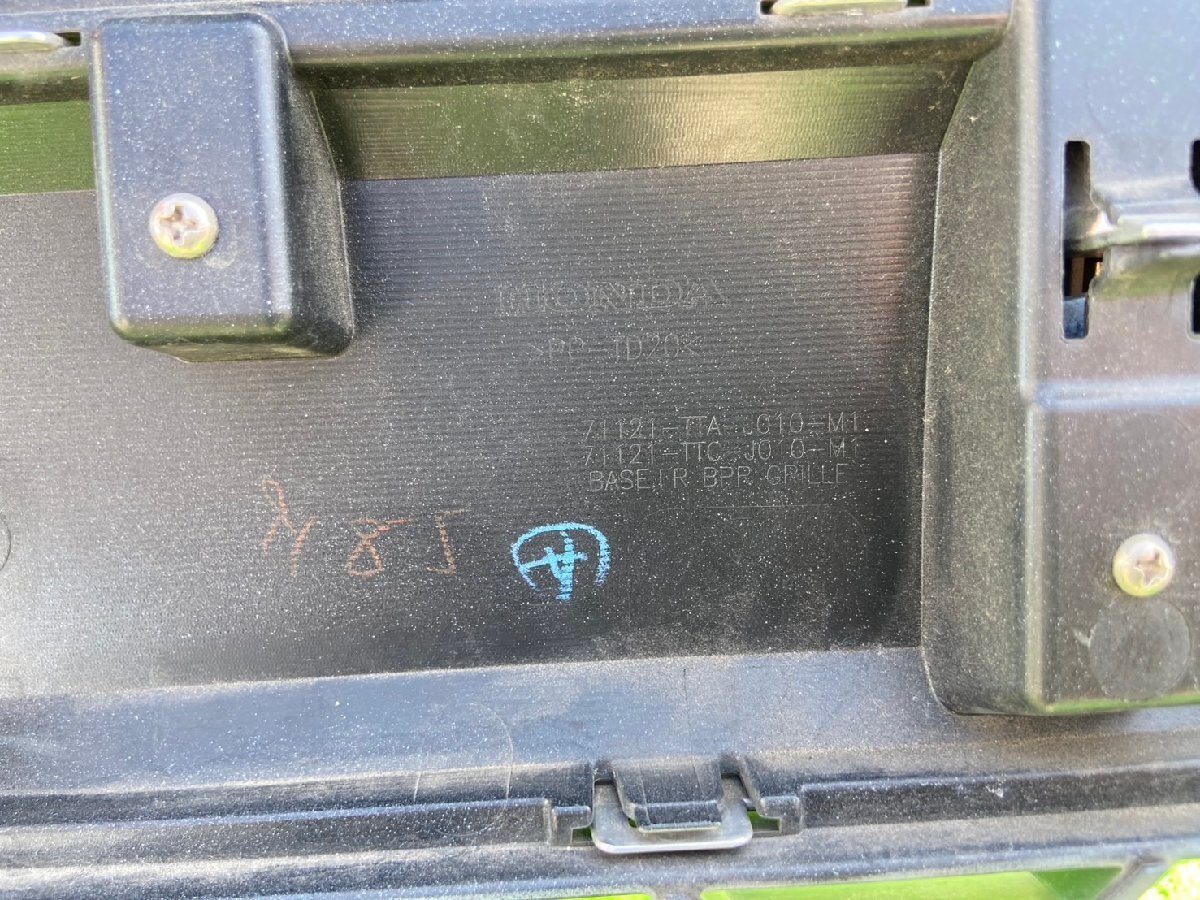 HONDA
>PP-TD20<
71121-TTA-J010-M1
71121-TTC-J010-M1
BASE,FR BPR GRILLE